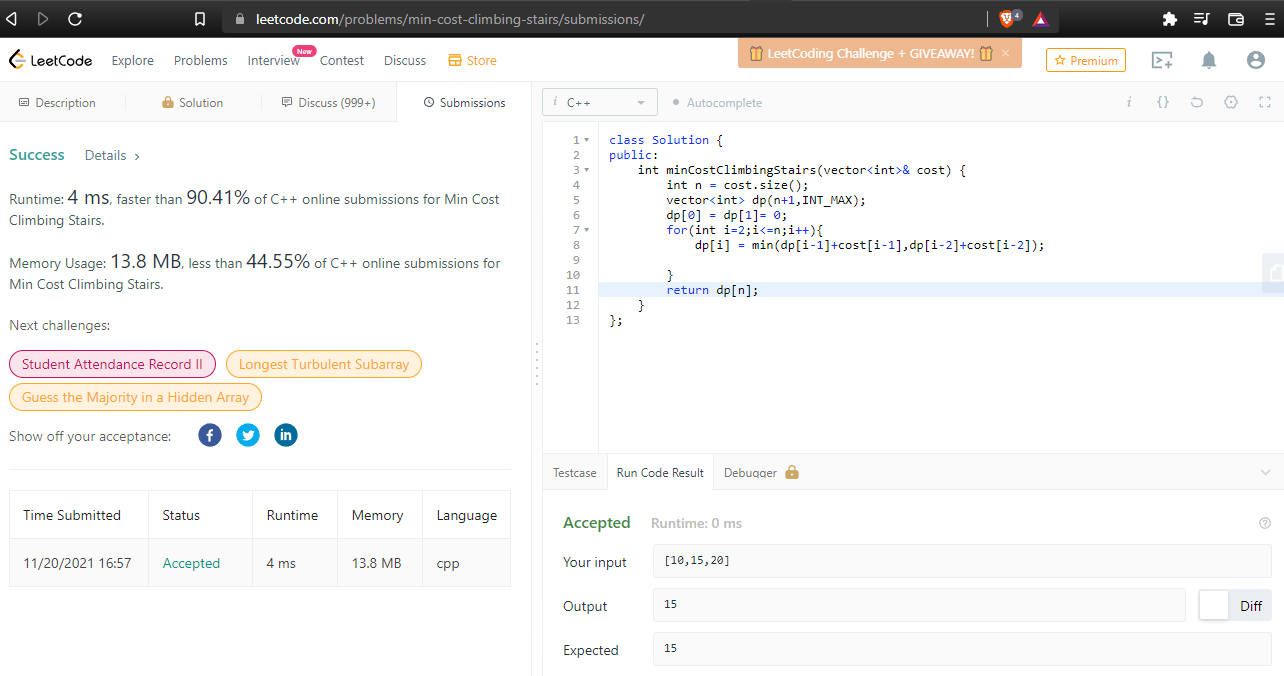 leetcode.com/problems/min-cost-climbing-stairs/submissions/
4
LeetCode
Explore
Problems
Interview
New
Contest
Discuss
Store
LeetCoding Challenge + GIVEAWAY!
×
Premium
Description
Solution
Discuss (999+)
Submissions
i C++
Autocomplete
i {}
Success
Details ›
Runtime: 4 ms, faster than 90.41% of C++ online submissions for Min Cost
Climbing Stairs.
Memory Usage: 13.8 MB, less than 44.55% of C++ online submissions for
Min Cost Climbing Stairs.
Next challenges:
Student Attendance Record II
Longest Turbulent Subarray
Guess the Majority in a Hidden Array
Show off your acceptance:
f
in
Time Submitted Status Runtime Memory Language
11/20/2021 16:57 Accepted 4 ms 13.8 MB cpp
1 class Solution {
2 public:
3 int minCostClimbingStairs(vector<int>& cost) {
4 int n = cost.size();
5 vector<int> dp(n+1,INT_MAX);
6 dp[0] = dp[1]= 0;
7 for(int i=2;i<=n;i++){
8 dp[i] = min(dp[i-1]+cost[i-1],dp[i-2]+cost[i-2]);
9
10 }
11 return dp[n];
12 }
13 };
Testcase
Run Code Result
Debugger
Accepted Runtime: 0 ms
?
Your input [10,15,20]
Output 15
Diff
Expected 15